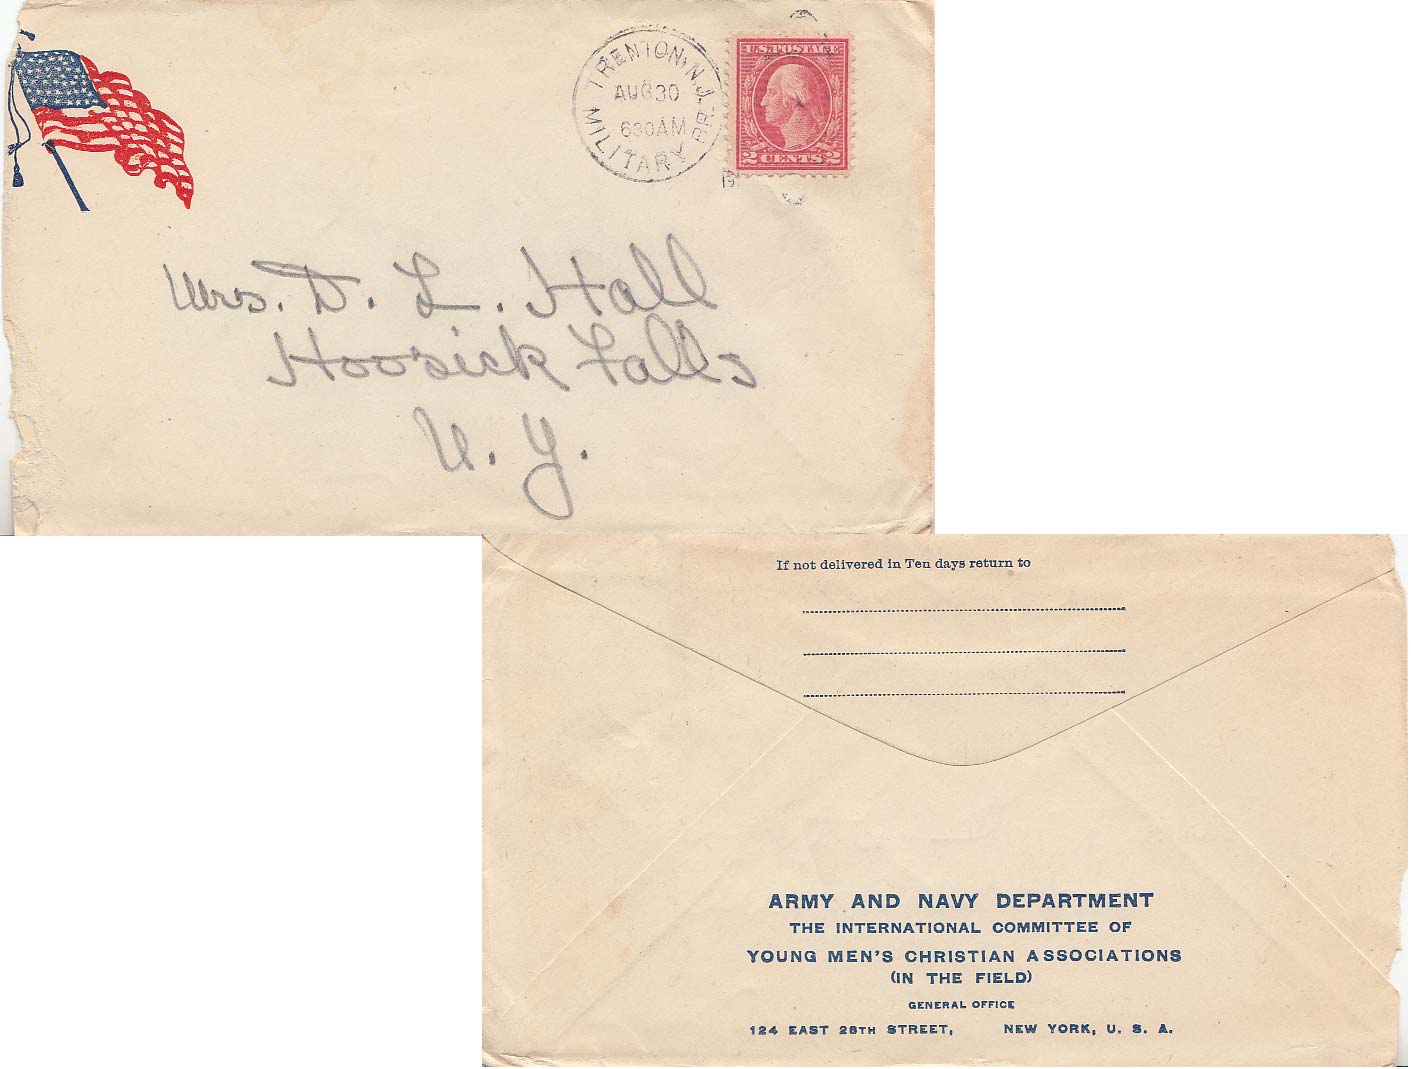 TRENTON, N.J.
AUG 30
630AM
MILITARY BR.
U.S. POSTAGE
2 CENTS 2
Mrs. D. L. Hall
Hoosick Falls
N. Y.
If not delivered in Ten days return to
ARMY AND NAVY DEPARTMENT
THE INTERNATIONAL COMMITTEE OF
YOUNG MEN'S CHRISTIAN ASSOCIATIONS
(IN THE FIELD)
GENERAL OFFICE
124 EAST 28TH STREET, NEW YORK, U. S. A.